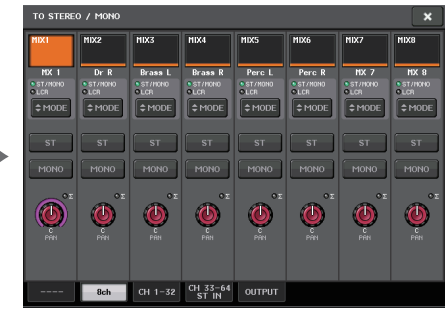 TO STEREO / MONO ×
MIX1 MIX2 MIX3 MIX4 MIX5 MIX6 MIX7 MIX8
MX 1 Dr R Brass L Brass R Perc L Perc R MX 7 MX 8
ST/MONO ST/MONO ST/MONO ST/MONO ST/MONO ST/MONO ST/MONO ST/MONO
LCR LCR LCR LCR LCR LCR LCR LCR
MODE MODE MODE MODE MODE MODE MODE MODE
ST ST ST ST ST ST ST ST
MONO MONO MONO MONO MONO MONO MONO MONO
Σ Σ Σ Σ Σ Σ Σ Σ
C C C C C C C C
PAN PAN PAN PAN PAN PAN PAN PAN
---- 8ch CH 1-32 CH 33-64 OUTPUT
ST IN